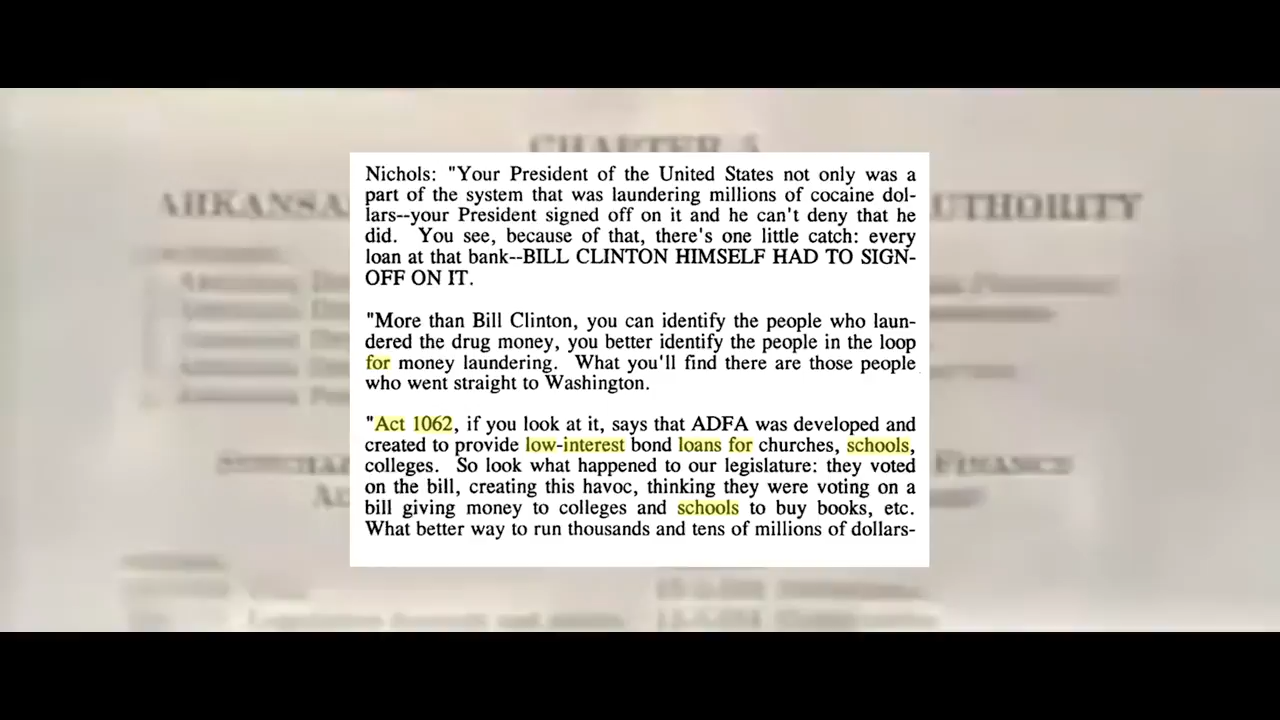 CHAPTER 5
ARKANSA
UTHORITY
Nichols: "Your President of the United States not only was a
part of the system that was laundering millions of cocaine dol-
lars--your President signed off on it and he can't deny that he
did. You see, because of that, there's one little catch: every
loan at that bank--BILL CLINTON HIMSELF HAD TO SIGN-
OFF ON IT.
"More than Bill Clinton, you can identify the people who laun-
dered the drug money, you better identify the people in the loop
for money laundering. What you'll find there are those people
who went straight to Washington.
"Act 1062, if you look at it, says that ADFA was developed and
created to provide low-interest bond loans for churches, schools,
colleges. So look what happened to our legislature: they voted
on the bill, creating this havoc, thinking they were voting on a
bill giving money to colleges and schools to buy books, etc.
What better way to run thousands and tens of millions of dollars-
FINANCE